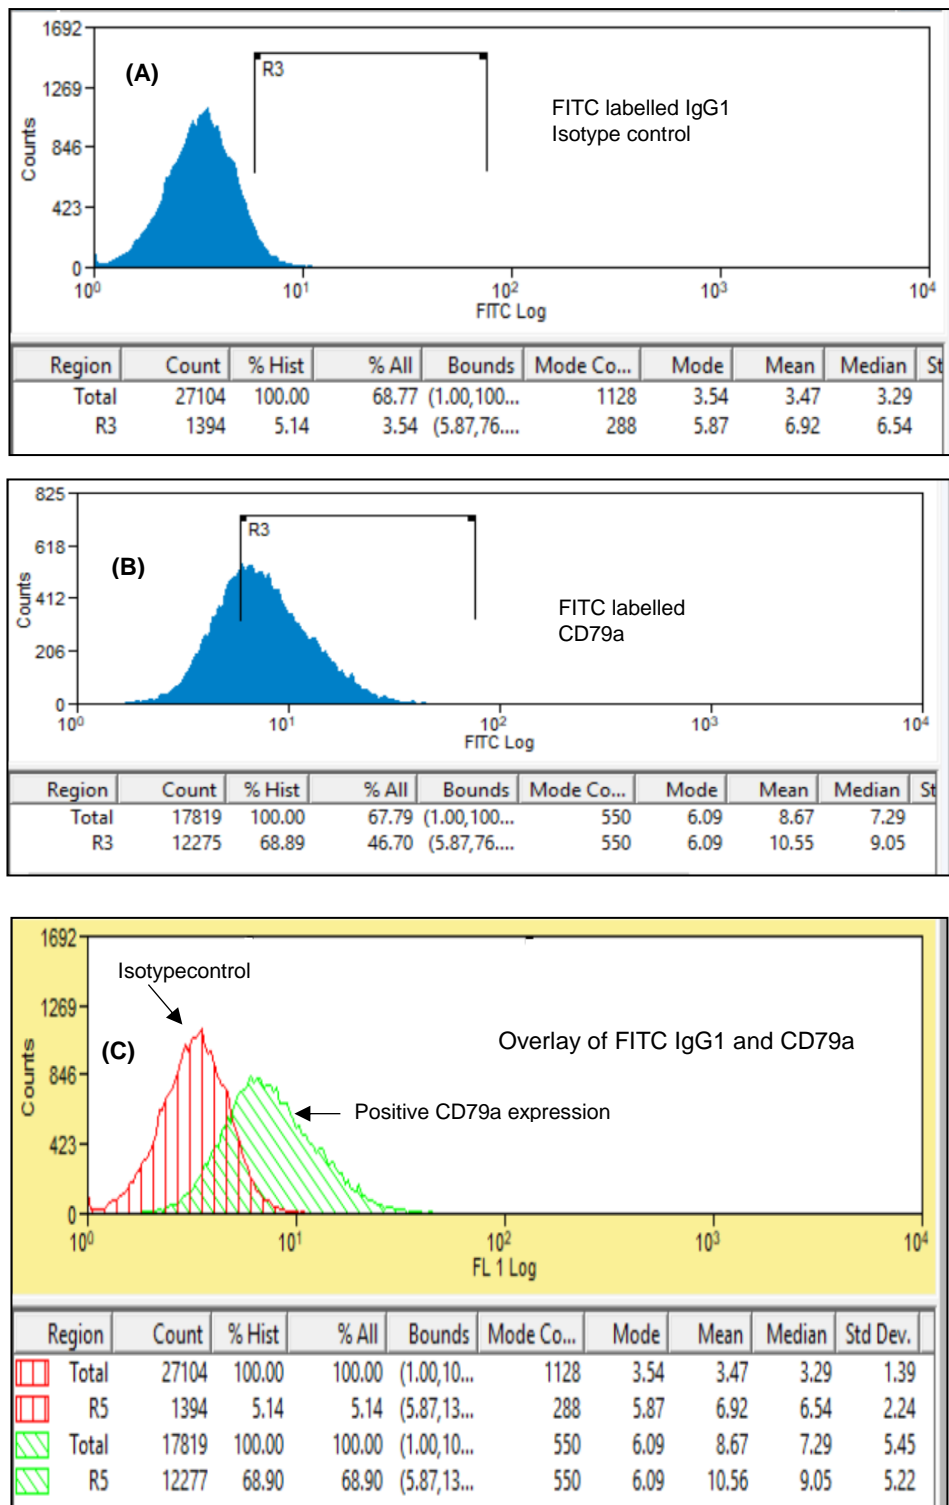 1692
(A)
R3
1269
FITC labelled IgG1
Isotype control
846
Counts
423
0
10⁰ 10¹ 10² 10³ 10⁴
FITC Log
Region Count % Hist % All Bounds Mode Co... Mode Mean Median St
Total 27104 100.00 68.77 (1.00,100... 1128 3.54 3.47 3.29
R3 1394 5.14 3.54 (5.87,76.... 288 5.87 6.92 6.54
825
R3
618
(B)
412
FITC labelled
CD79a
Counts
206
0
10⁰ 10¹ 10² 10³ 10⁴
FITC Log
Region Count % Hist % All Bounds Mode Co... Mode Mean Median St
Total 17819 100.00 67.79 (1.00,100... 550 6.09 8.67 7.29
R3 12275 68.89 46.70 (5.87,76.... 550 6.09 10.55 9.05
1692
Isotypecontrol
1269
(C)
Overlay of FITC IgG1 and CD79a
846
Positive CD79a expression
Counts
423
0
10⁰ 10¹ 10² 10³ 10⁴
FL 1 Log
Region Count % Hist % All Bounds Mode Co... Mode Mean Median Std Dev.
Total 27104 100.00 100.00 (1.00,10... 1128 3.54 3.47 3.29 1.39
R5 1394 5.14 5.14 (5.87,13... 288 5.87 6.92 6.54 2.24
Total 17819 100.00 100.00 (1.00,10... 550 6.09 8.67 7.29 5.45
R5 12277 68.90 68.90 (5.87,13... 550 6.09 10.56 9.05 5.22